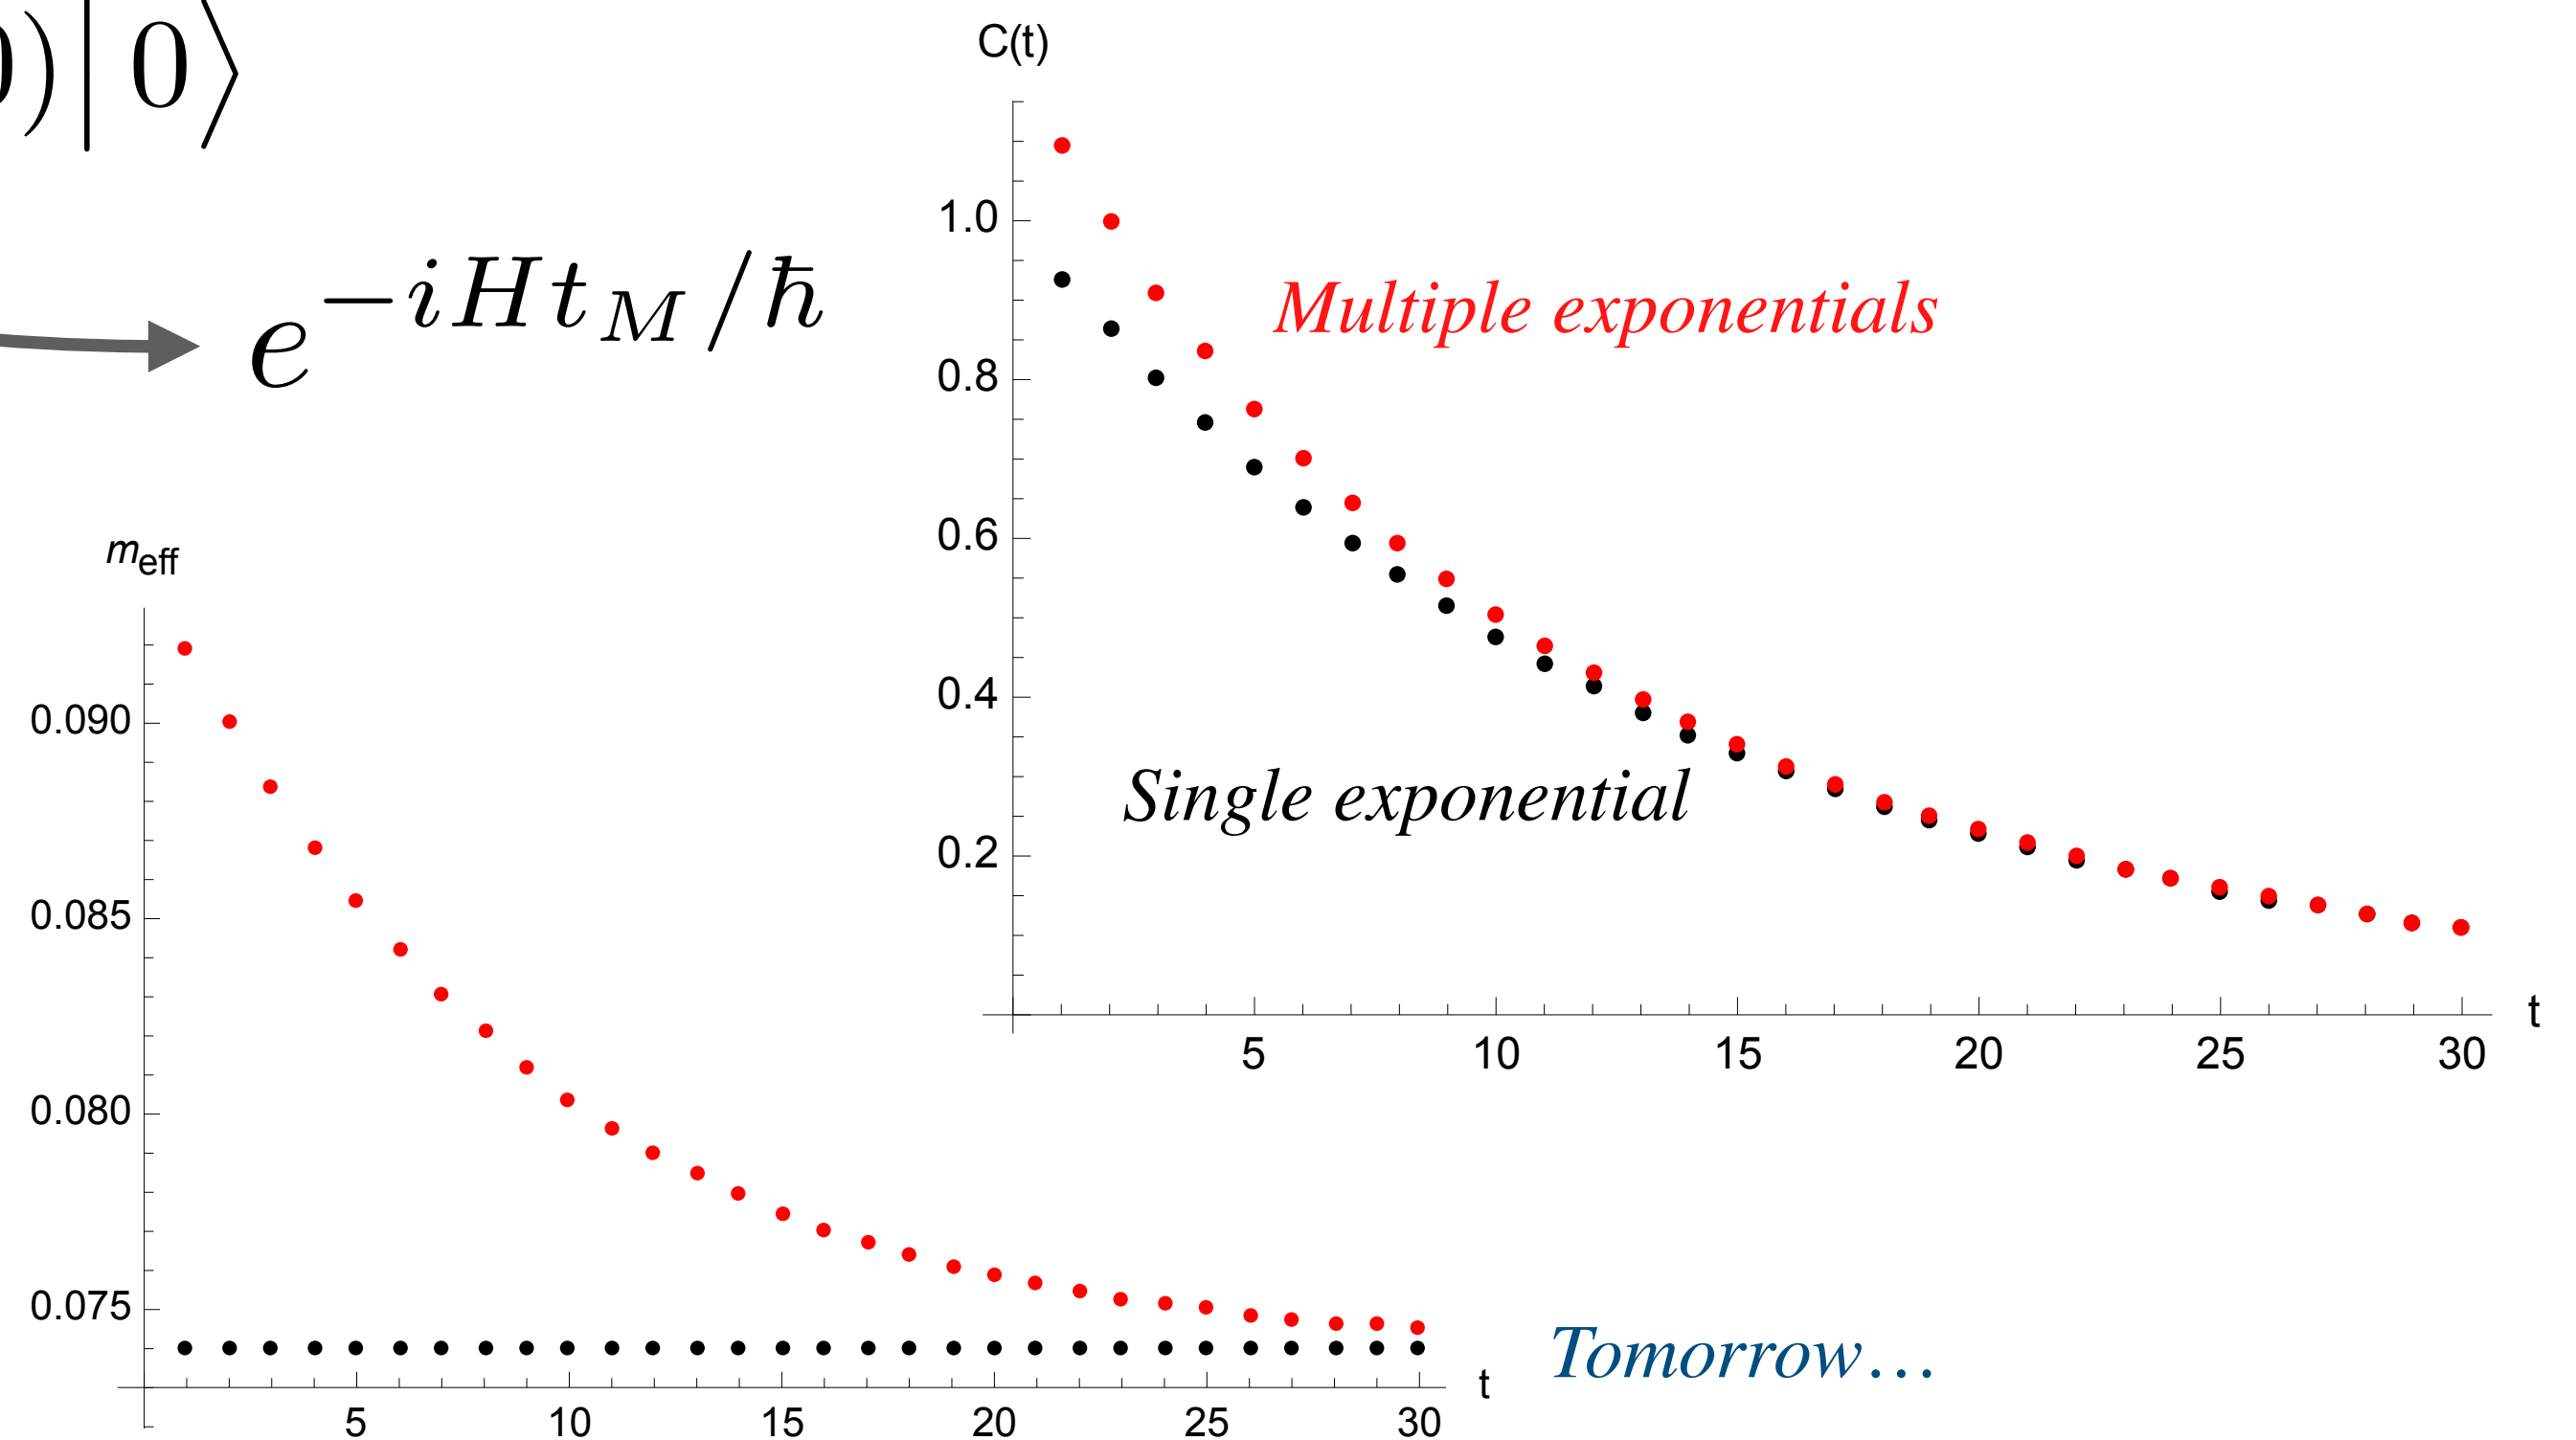 0)|0⟩
e^{-iHt_M/ħ}
C(t)
1.0
0.8
0.6
0.4
0.2
Multiple exponentials
Single exponential
5 10 15 20 25 30
t
m_eff
0.090
0.085
0.080
0.075
5 10 15 20 25 30
t
Tomorrow…